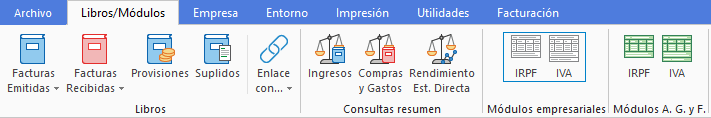 Archivo Libros/Módulos Empresa Entorno Impresión Utilidades Facturación
Facturas Emitidas
Facturas Recibidas
Provisiones
Suplidos
Enlace con...
Libros
Ingresos
Compras y Gastos
Rendimiento Est. Directa
Consultas resumen
IRPF IVA
Módulos empresariales
IRPF IVA
Módulos A. G. y F.